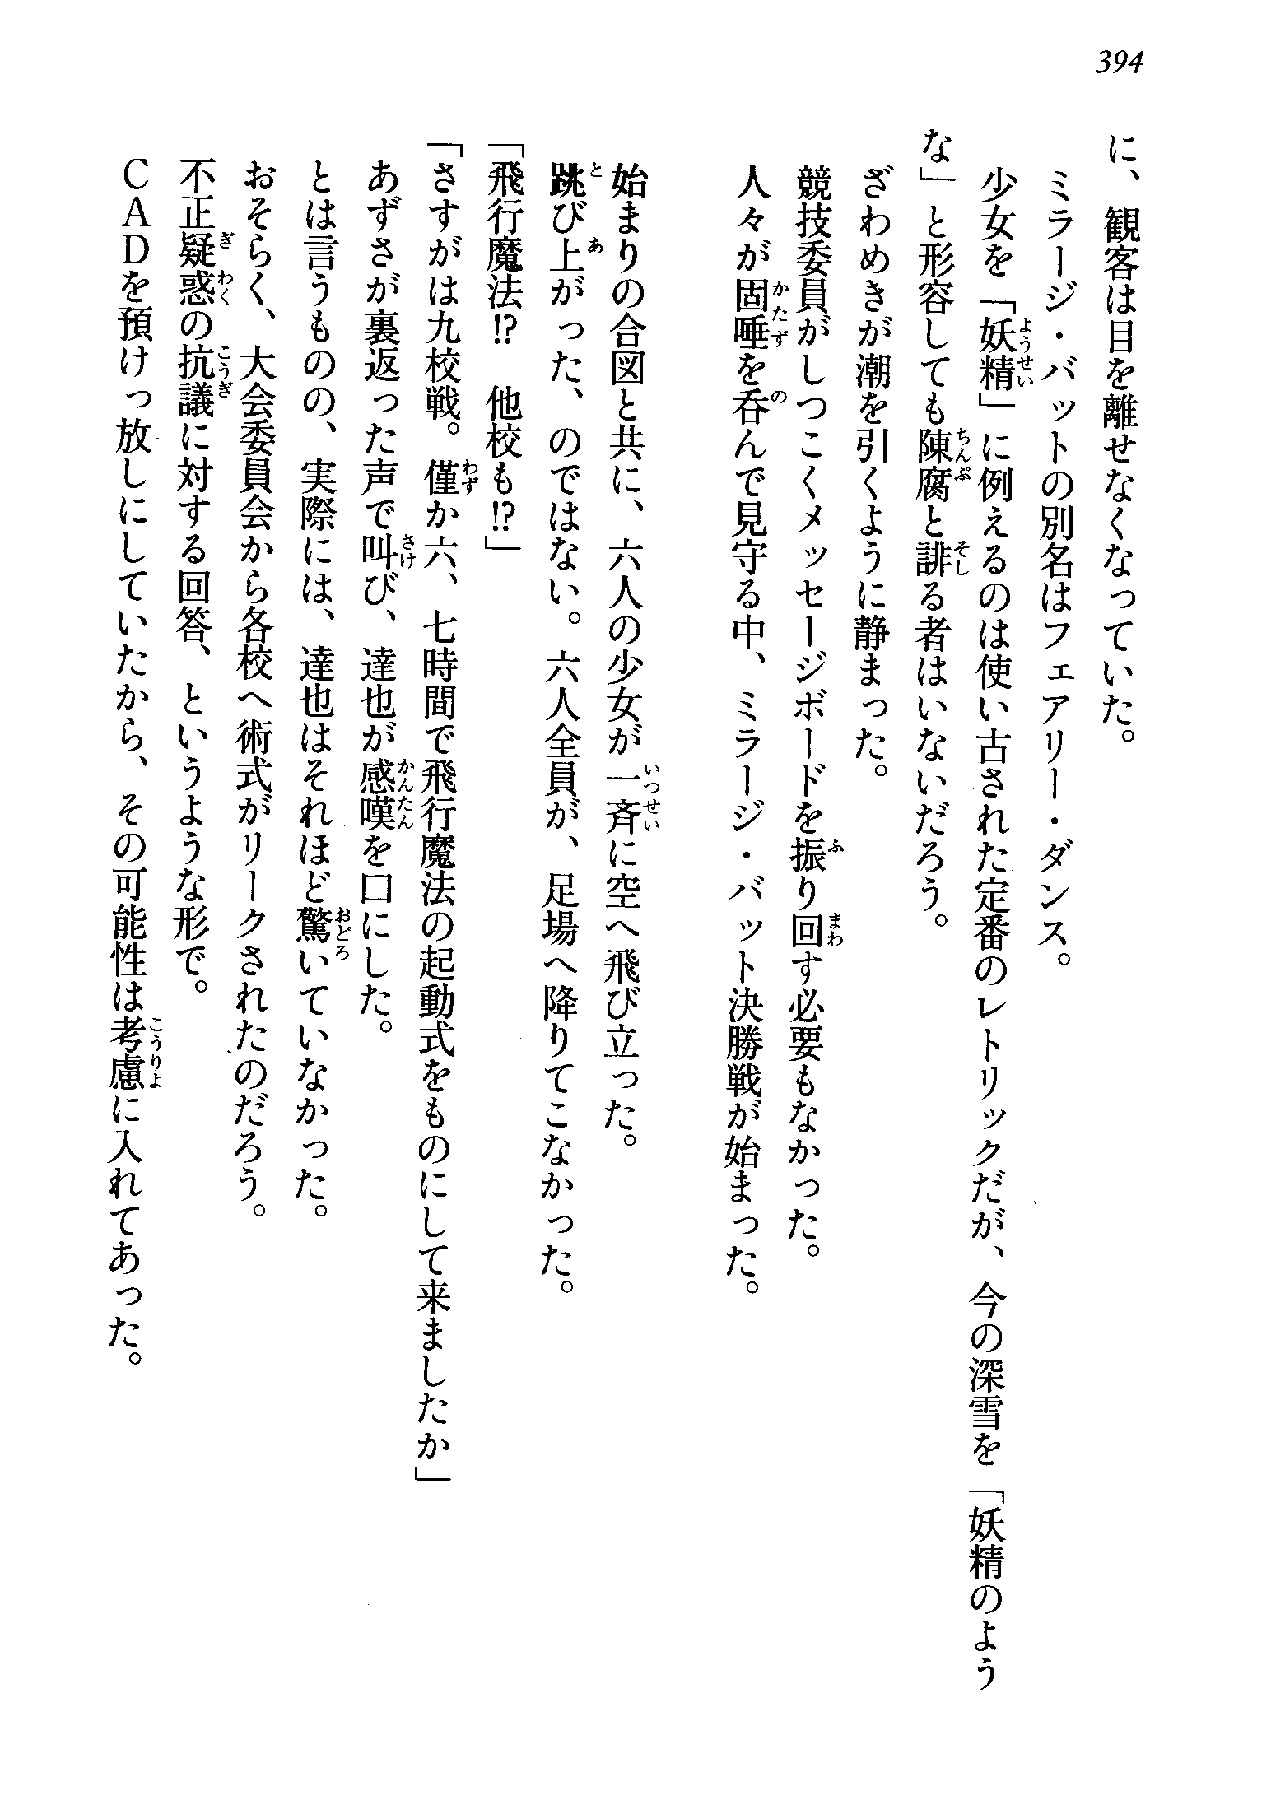 394
に、観客は目を離せなくなっていた。
ミラージ・バットの別名はフェアリー・ダンス。
少女を「妖精」に例えるのは使い古された定番のレトリックだが、今の深雪を「妖精のよう
な」と形容しても陳腐と誹る者はいないだろう。
ざわめきが潮を引くように静まった。
競技委員がしつこくメッセージボードを振り回す必要もなかった。
人々が固唾を呑んで見守る中、ミラージ・バット決勝戦が始まった。
始まりの合図と共に、六人の少女が一斉に空へ飛び立った。
跳び上がった、のではない。六人全員が、足場へ降りてこなかった。
「飛行魔法!?　他校も!?」
「さすがは九校戦。僅か六、七時間で飛行魔法の起動式をものにして来ましたか」
あずさが裏返った声で叫び、達也が感嘆を口にした。
とは言うものの、実際には、達也はそれほど驚いていなかった。
おそらく、大会委員会から各校へ術式がリークされたのだろう。
不正疑惑の抗議に対する回答、というような形で。
ＣＡＤを預けっ放しにしていたから、その可能性は考慮に入れてあった。